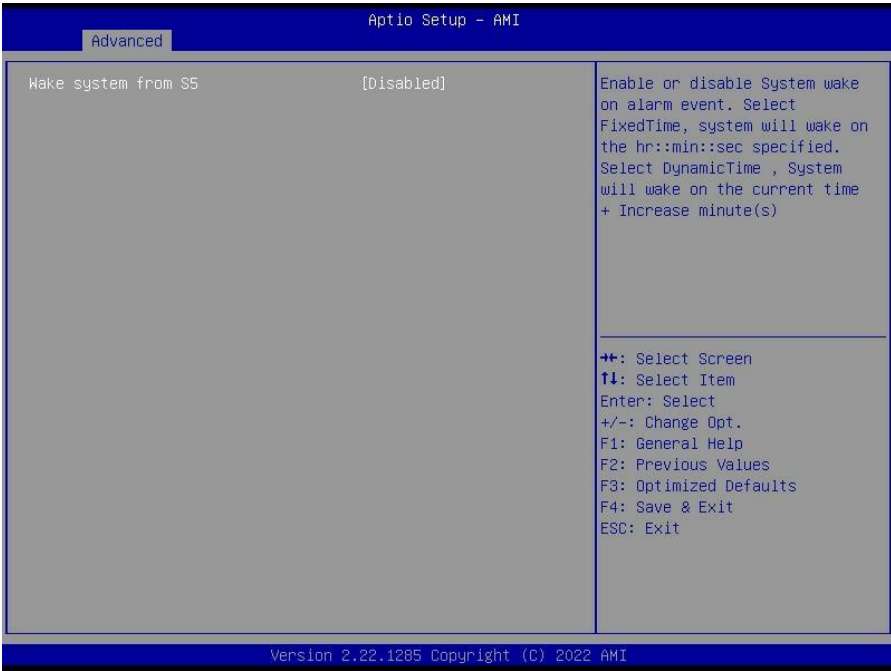 Aptio Setup – AMI
Advanced
Wake system from S5 [Disabled]
Enable or disable System wake
on alarm event. Select
FixedTime, system will wake on
the hr::min::sec specified.
Select DynamicTime , System
will wake on the current time
+ Increase minute(s)
→←: Select Screen
↑↓: Select Item
Enter: Select
+/-: Change Opt.
F1: General Help
F2: Previous Values
F3: Optimized Defaults
F4: Save & Exit
ESC: Exit
Version 2.22.1285 Copyright (C) 2022 AMI